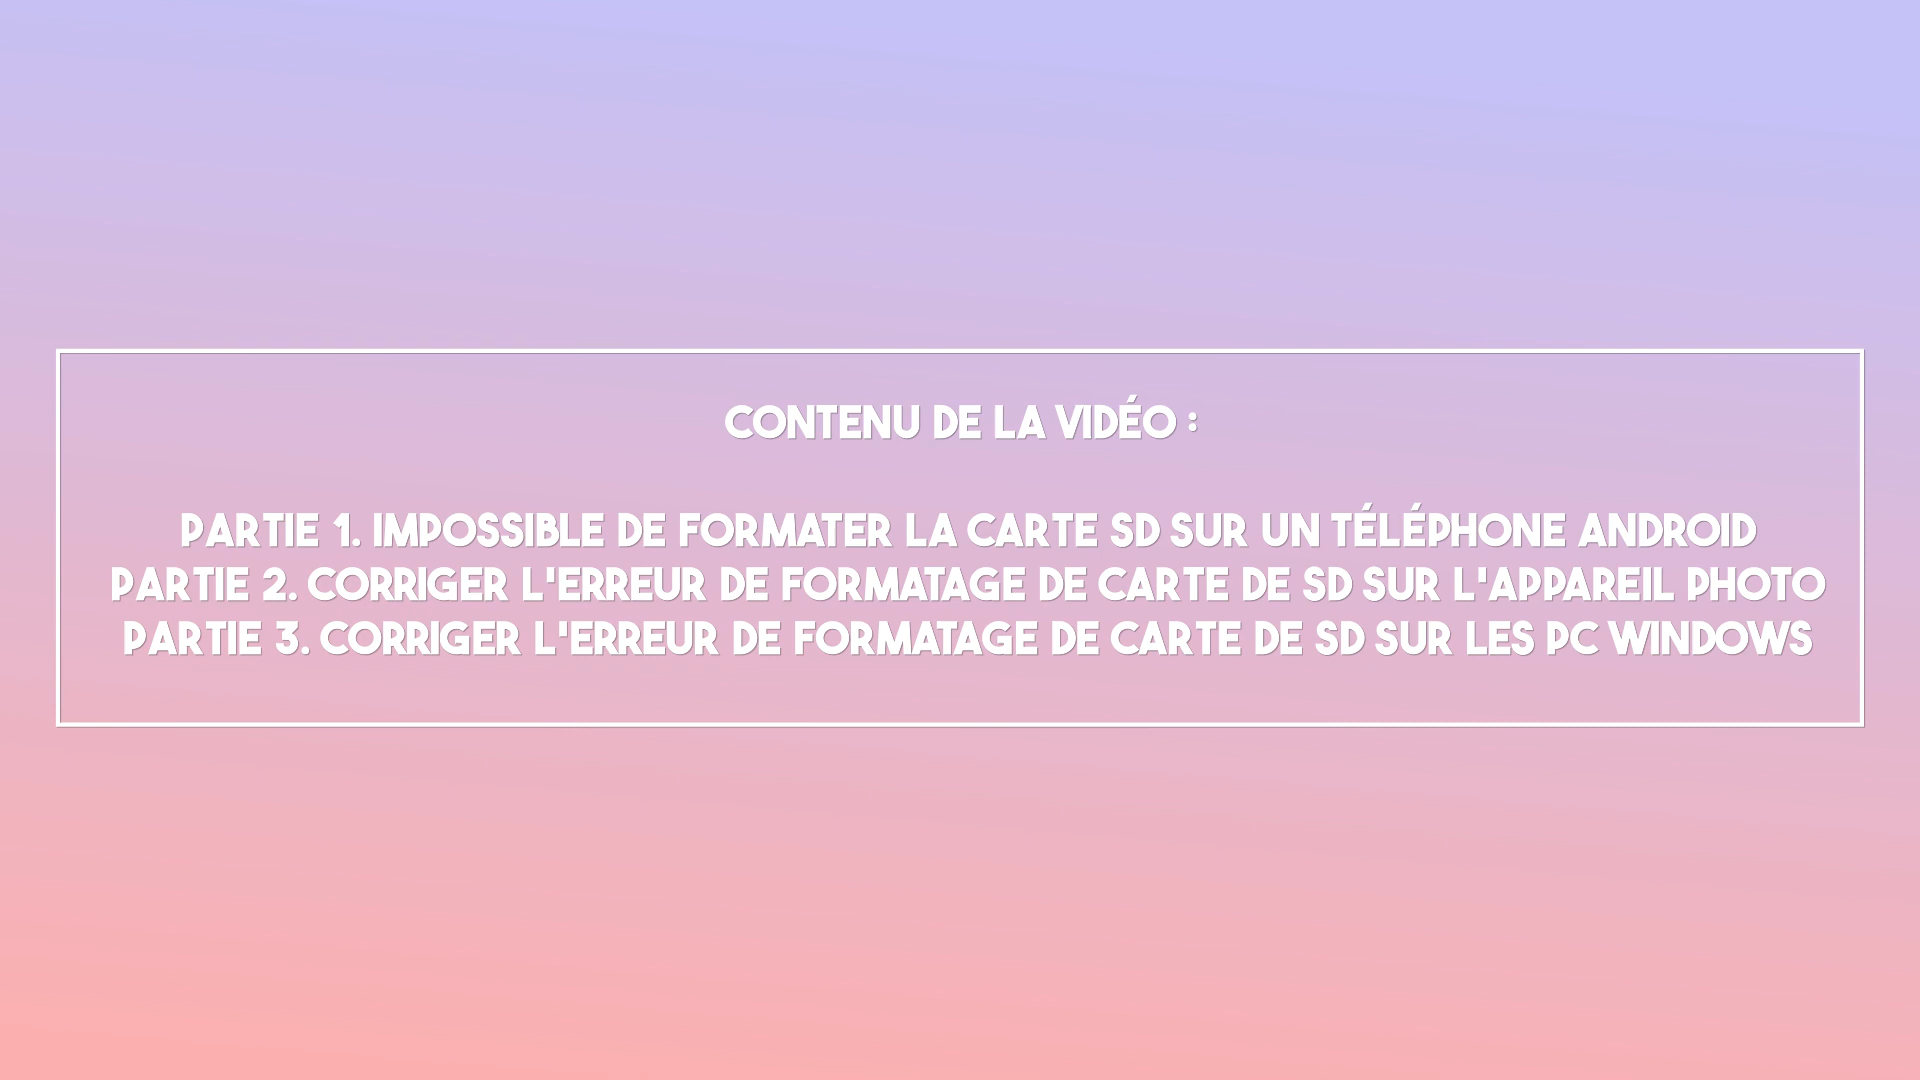 CONTENU DE LA VIDÉO :
PARTIE 1. IMPOSSIBLE DE FORMATER LA CARTE SD SUR UN TÉLÉPHONE ANDROID
PARTIE 2. CORRIGER L'ERREUR DE FORMATAGE DE CARTE DE SD SUR L'APPAREIL PHOTO
PARTIE 3. CORRIGER L'ERREUR DE FORMATAGE DE CARTE DE SD SUR LES PC WINDOWS